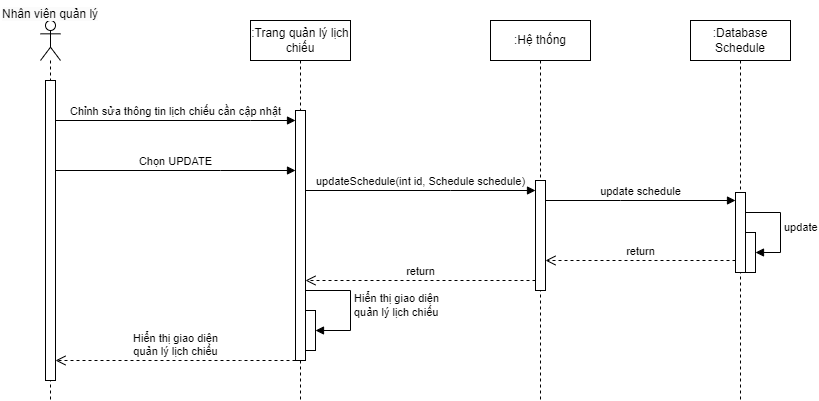 Nhân viên quản lý
:Trang quản lý lịch
chiếu
:Hệ thống
:Database
Schedule
Chỉnh sửa thông tin lịch chiếu cần cập nhật
Chọn UPDATE
updateSchedule(int id, Schedule schedule)
update schedule
update
return
return
Hiển thị giao diện
quản lý lịch chiếu
Hiển thị giao diện
quản lý lịch chiếu